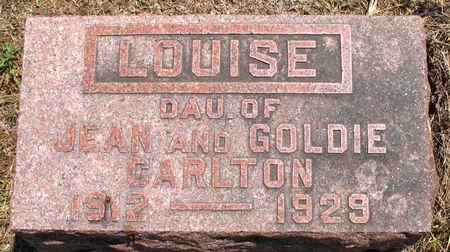 LOUISE
DAU. OF
JEAN AND GOLDIE
CARLTON
1912 — 1929